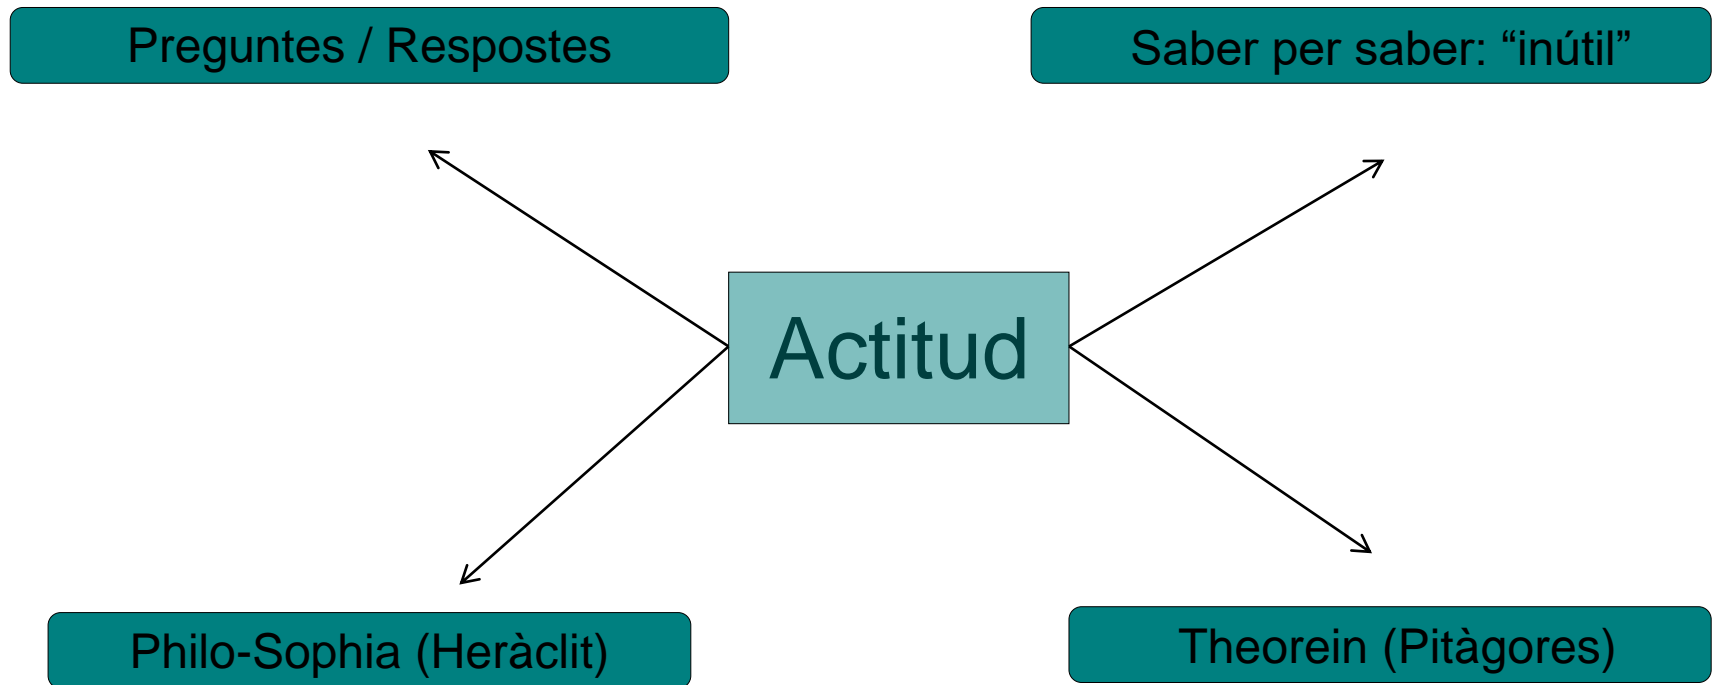 Preguntes / Respostes
Saber per saber: “inútil”
Actitud
Philo-Sophia (Heràclit)
Theorein (Pitàgores)